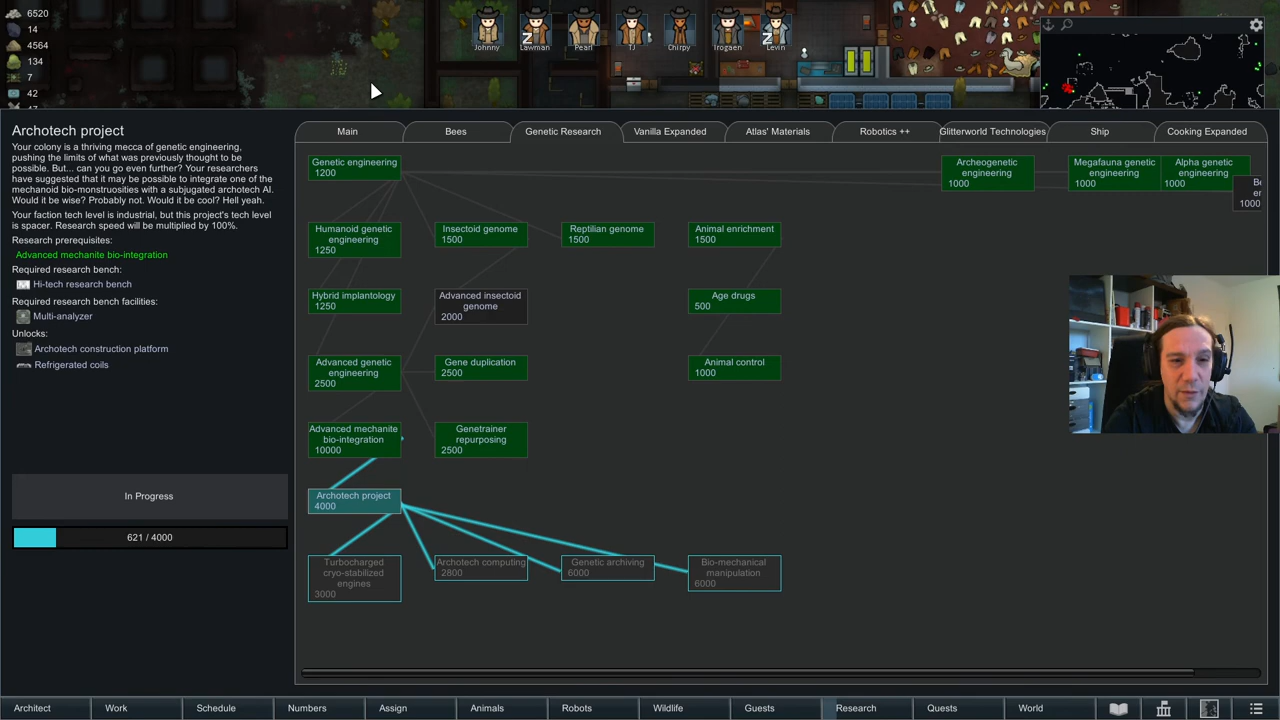 6520
14
4564
134
7
42
Johnny
Lawman
Pearl
TJ
Chirpy
Trogaen
Levin
Z
Z
Archotech project
Your colony is a thriving mecca of genetic engineering,
pushing the limits of what was previously thought to be
possible. But... can you go even further? Your researchers
have suggested that it may be possible to integrate one of the
mechanoid bio-monstruosities with a subjugated archotech AI.
Would it be wise? Probably not. Would it be cool? Hell yeah.
Your faction tech level is industrial, but this project's tech
level is spacer. Research speed will be multiplied by 100%.
Research prerequisites:
Advanced mechanite bio-integration
Required research bench:
Hi-tech research bench
Required research bench facilities:
Multi-analyzer
Unlocks:
Archotech construction platform
Refrigerated coils
In Progress
621 / 4000
Main
Bees
Genetic Research
Vanilla Expanded
Atlas' Materials
Robotics ++
Glitterworld Technologies
Ship
Cooking Expanded
Genetic engineering
1200
Archeogenetic
engineering
1000
Megafauna genetic
engineering
1000
Alpha genetic
engineering
1000
1000
Humanoid genetic
engineering
1250
Insectoid genome
1500
Reptilian genome
1500
Animal enrichment
1500
Hybrid implantology
1250
Advanced insectoid
genome
2000
Age drugs
500
Advanced genetic
engineering
2500
Gene duplication
2500
Animal control
1000
Advanced mechanite
bio-integration
10000
Genetrainer
repurposing
2500
Archotech project
4000
Turbocharged
cryo-stabilized
engines
3000
Archotech computing
2800
Genetic archiving
6000
Bio-mechanical
manipulation
6000
Architect
Work
Schedule
Numbers
Assign
Animals
Robots
Wildlife
Guests
Research
Quests
World